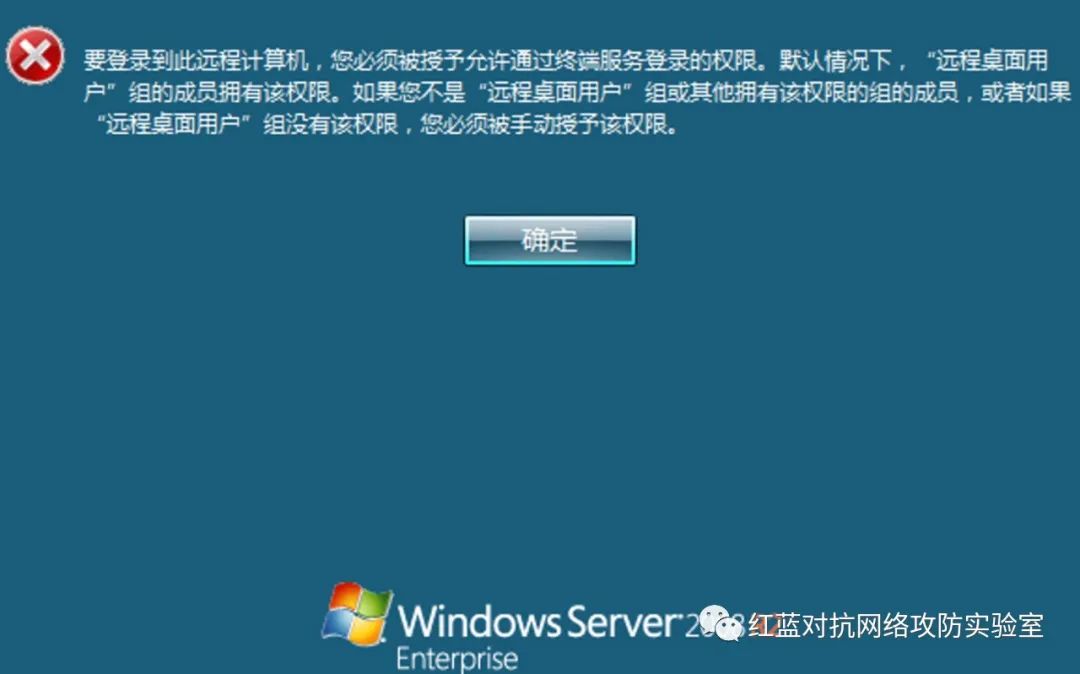 要登录到此远程计算机，您必须被授予允许通过终端服务登录的权限。默认情况下，“远程桌面用
户”组的成员拥有该权限。如果您不是“远程桌面用户”组或其他拥有该权限的组的成员，或者如果
“远程桌面用户”组没有该权限，您必须被手动授予该权限。
确定
Windows Server
红蓝对抗网络攻防实验室
Enterprise